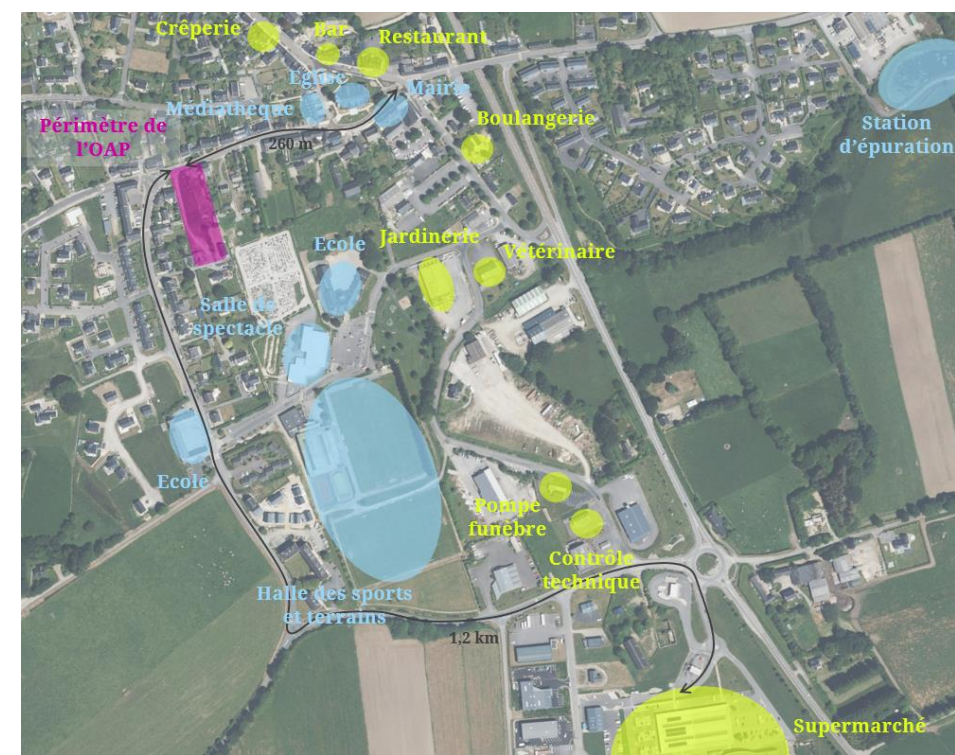 Crêperie
Bar
Restaurant
Eglise
Mairie
Médiathèque
Périmètre de
l'OAP
260 m
Boulangerie
Station
d'épuration
Ecole
Jardinerie
Vétérinaire
Salle de
spectacle
Ecole
Pompe
funèbre
Contrôle
technique
Halle des sports
et terrains
1,2 km
Supermarché